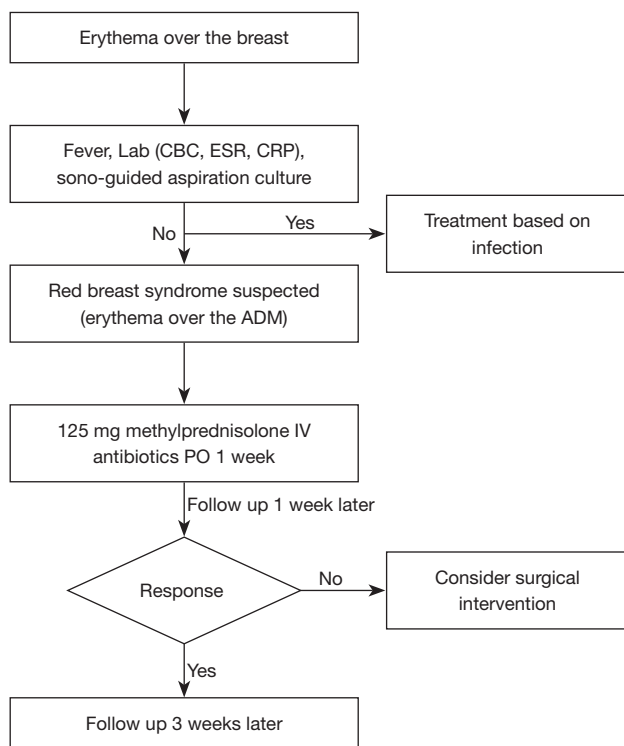 Erythema over the breast
Fever, Lab (CBC, ESR, CRP),
sono-guided aspiration culture
No
Yes
Treatment based on
infection
Red breast syndrome suspected
(erythema over the ADM)
125 mg methylprednisolone IV
antibiotics PO 1 week
Follow up 1 week later
Response
No
Consider surgical
intervention
Yes
Follow up 3 weeks later